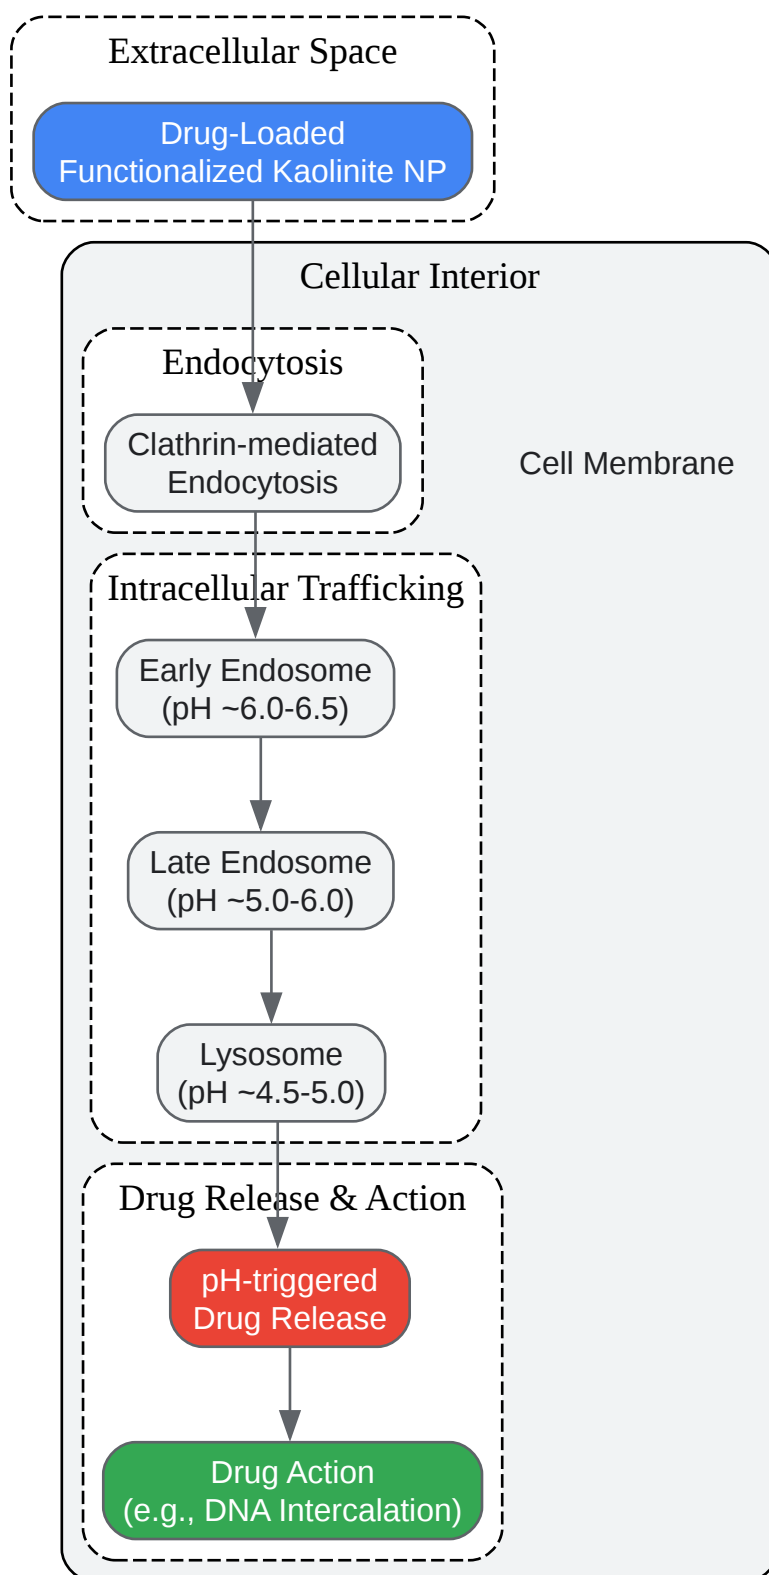 Extracellular Space
Drug-Loaded
Functionalized Kaolinite NP
Cellular Interior
Endocytosis
Clathrin-mediated
Endocytosis
Cell Membrane
Intracellular Trafficking
Early Endosome
(pH ~6.0-6.5)
Late Endosome
(pH ~5.0-6.0)
Lysosome
(pH ~4.5-5.0)
Drug Release & Action
pH-triggered
Drug Release
Drug Action
(e.g., DNA Intercalation)